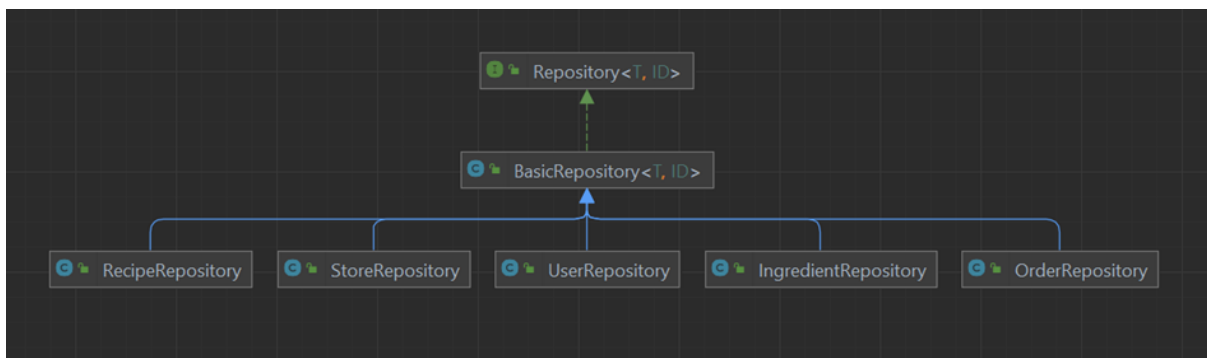 Repository<T, ID>
BasicRepository<T, ID>
RecipeRepository
StoreRepository
UserRepository
IngredientRepository
OrderRepository